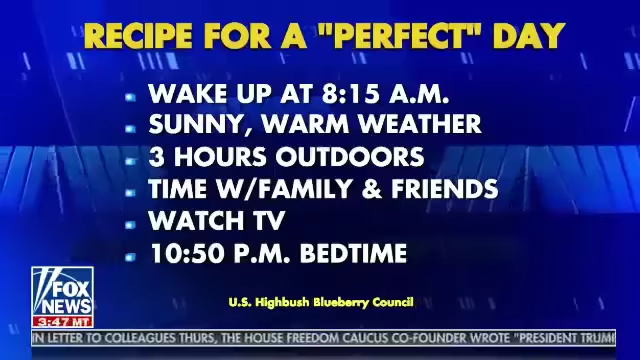 RECIPE FOR A "PERFECT" DAY
WAKE UP AT 8:15 A.M.
SUNNY, WARM WEATHER
3 HOURS OUTDOORS
TIME W/FAMILY & FRIENDS
WATCH TV
10:50 P.M. BEDTIME
U.S. Highbush Blueberry Council
FOX
NEWS
3:47 MT
IN LETTER TO COLLEAGUES THURS, THE HOUSE FREEDOM CAUCUS CO-FOUNDER WROTE "PRESIDENT TRUM